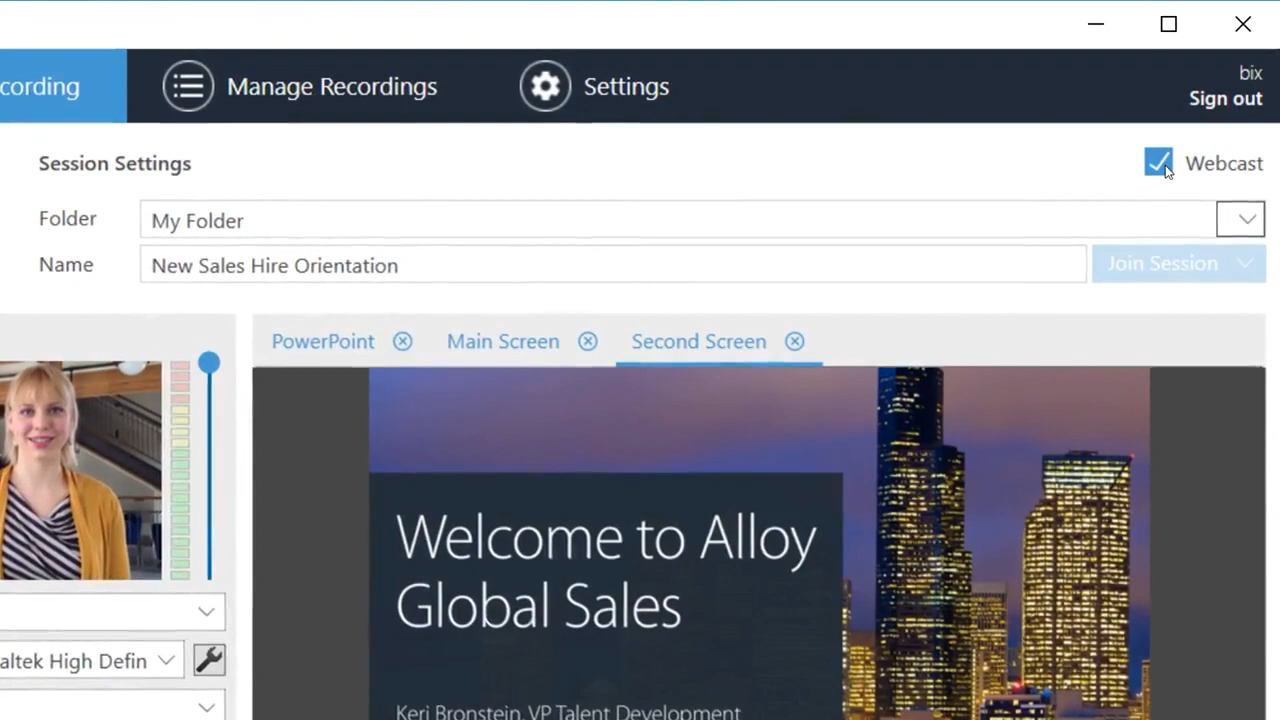 cording
Manage Recordings
Settings
bix
Sign out
Session Settings
Webcast
Folder
My Folder
Name
New Sales Hire Orientation
Join Session
PowerPoint
Main Screen
Second Screen
Welcome to Alloy
Global Sales
altek High Defin
Keri Bronstein, VP Talent Development